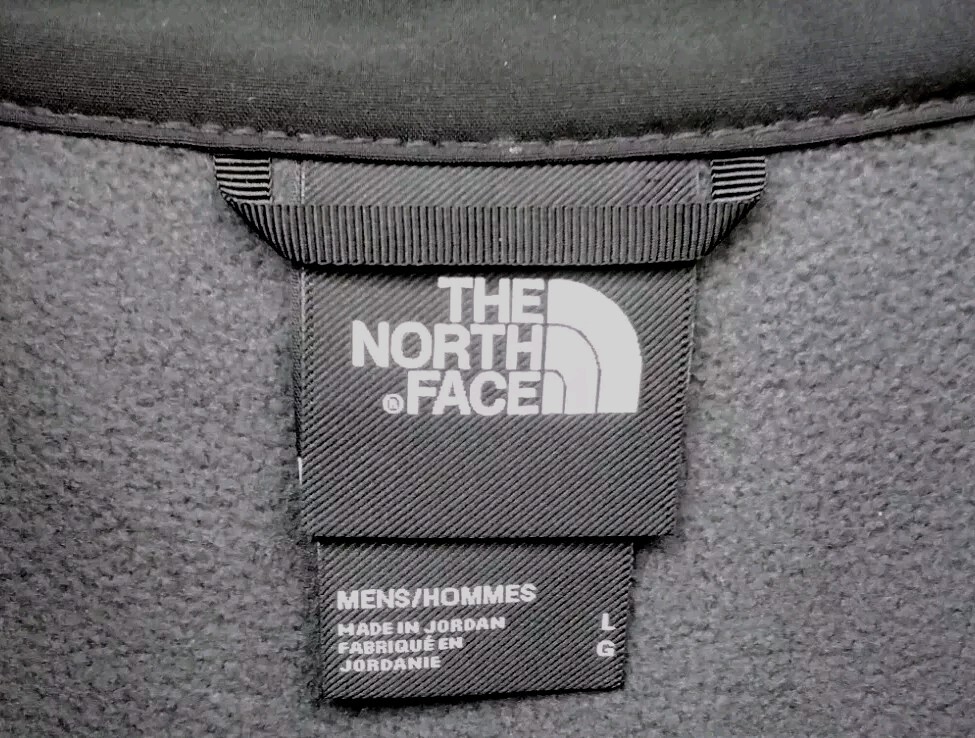 THE
NORTH
®FACE
MENS/HOMMES
MADE IN JORDAN
FABRIQUÉ EN
JORDANIE
L
G